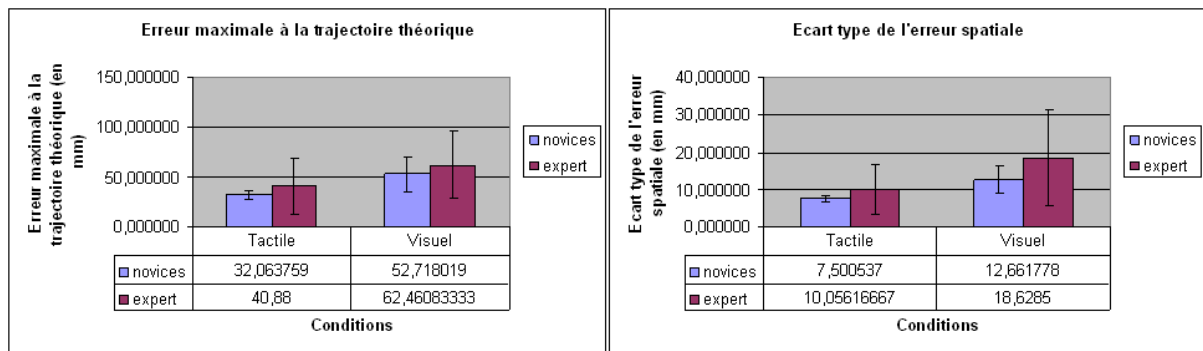 Erreur maximale à la trajectoire théorique
Erreur maximale à la
trajectoire théorique (en
mm)
150,000000
100,000000
50,000000
0,000000
novices
expert
Tactile Visuel
novices 32,063759 52,718019
expert 40,88 62,46083333
Conditions
Ecart type de l'erreur spatiale
Ecart type de l'erreur
spatiale (en mm)
40,000000
30,000000
20,000000
10,000000
0,000000
novices
expert
Tactile Visuel
novices 7,500537 12,661778
expert 10,05616667 18,6285
Conditions